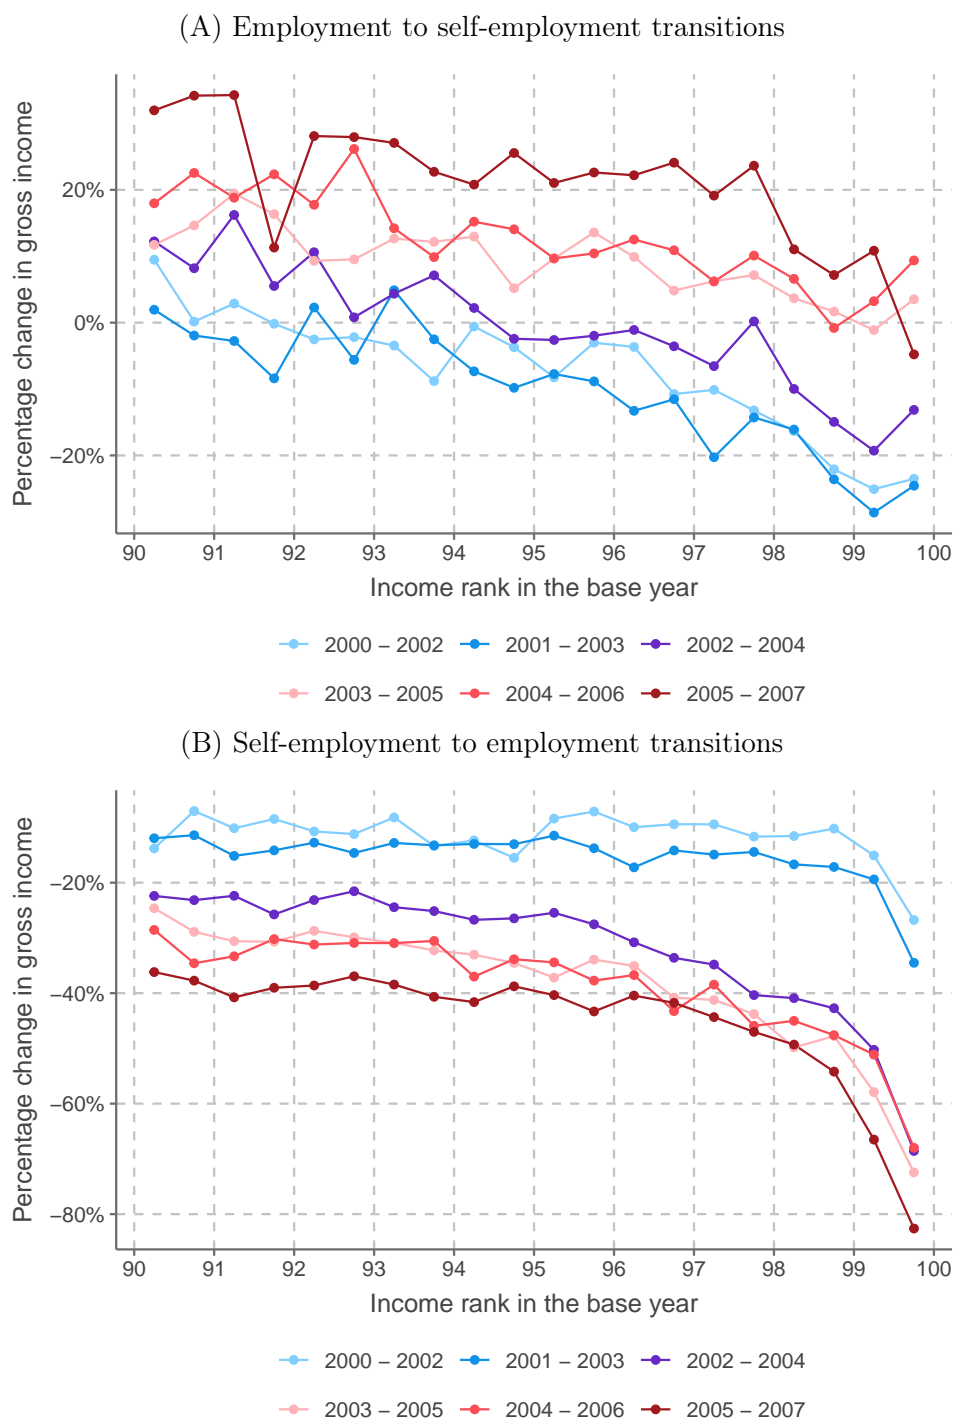 (A) Employment to self-employment transitions
Percentage change in gross income
20%
0%
−20%
90 91 92 93 94 95 96 97 98 99 100
Income rank in the base year
2000 − 2002 2001 − 2003 2002 − 2004
2003 − 2005 2004 − 2006 2005 − 2007
(B) Self-employment to employment transitions
Percentage change in gross income
−20%
−40%
−60%
−80%
90 91 92 93 94 95 96 97 98 99 100
Income rank in the base year
2000 − 2002 2001 − 2003 2002 − 2004
2003 − 2005 2004 − 2006 2005 − 2007